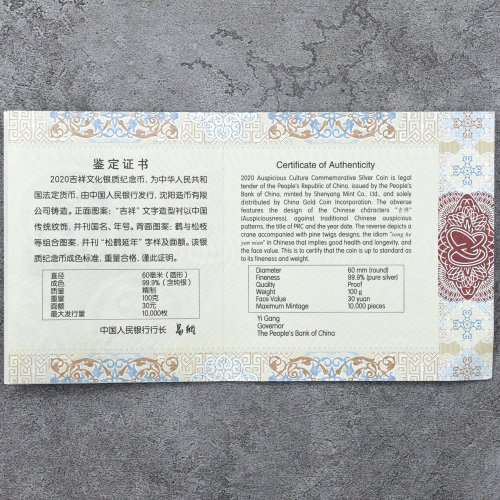 鉴定证书
2020吉祥文化银质纪念币，为中华人民共和
国法定货币，由中国人民银行发行，沈阳造币有限
公司铸造。正面图案：“吉祥”文字造型衬以中国
传统纹饰，并刊国名、年号。背面图案：鹤与松枝
等组合图案，并刊“松鹤延年”字样及面额。该银
质纪念币成色标准，重量合格，谨此证明。
直径 60毫米（圆形）
成色 99.9%（含纯银）
质量 精制
重量 100克
面额 30元
最大发行量 10,000枚
中国人民银行行长 易纲
Certificate of Authenticity
2020 Auspicious Culture Commemorative Silver Coin is legal
tender of the People's Republic of China, issued by the People's
Bank of China, minted by Shenyang Mint Co., Ltd., and solely
distributed by China Gold Coin Incorporation. The obverse
features the design of the Chinese characters “吉祥”
(Auspiciousness), against traditional Chinese auspicious
patterns, the title of PRC and the year date. The reverse depicts a
crane accompanied with pine twigs designs, the idiom “song he
yan nian” in Chinese that implies good health and longevity, and
the face value. This is to certify that the coin is up to standard as
to its fineness and weight.
Diameter 60 mm (round)
Fineness 99.9% (pure silver)
Quality Proof
Weight 100 g
Face Value 30 yuan
Maximum Mintage 10,000 pieces
Yi Gang
Governor
The People's Bank of China